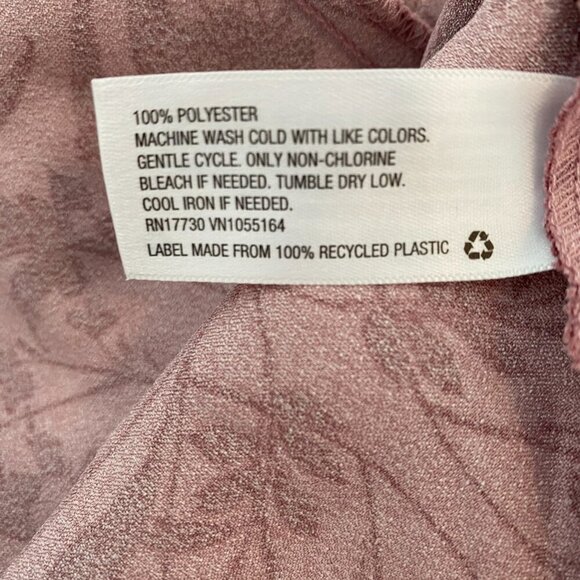 100% POLYESTER
MACHINE WASH COLD WITH LIKE COLORS.
GENTLE CYCLE. ONLY NON-CHLORINE
BLEACH IF NEEDED. TUMBLE DRY LOW.
COOL IRON IF NEEDED.
RN17730 VN1055164
LABEL MADE FROM 100% RECYCLED PLASTIC